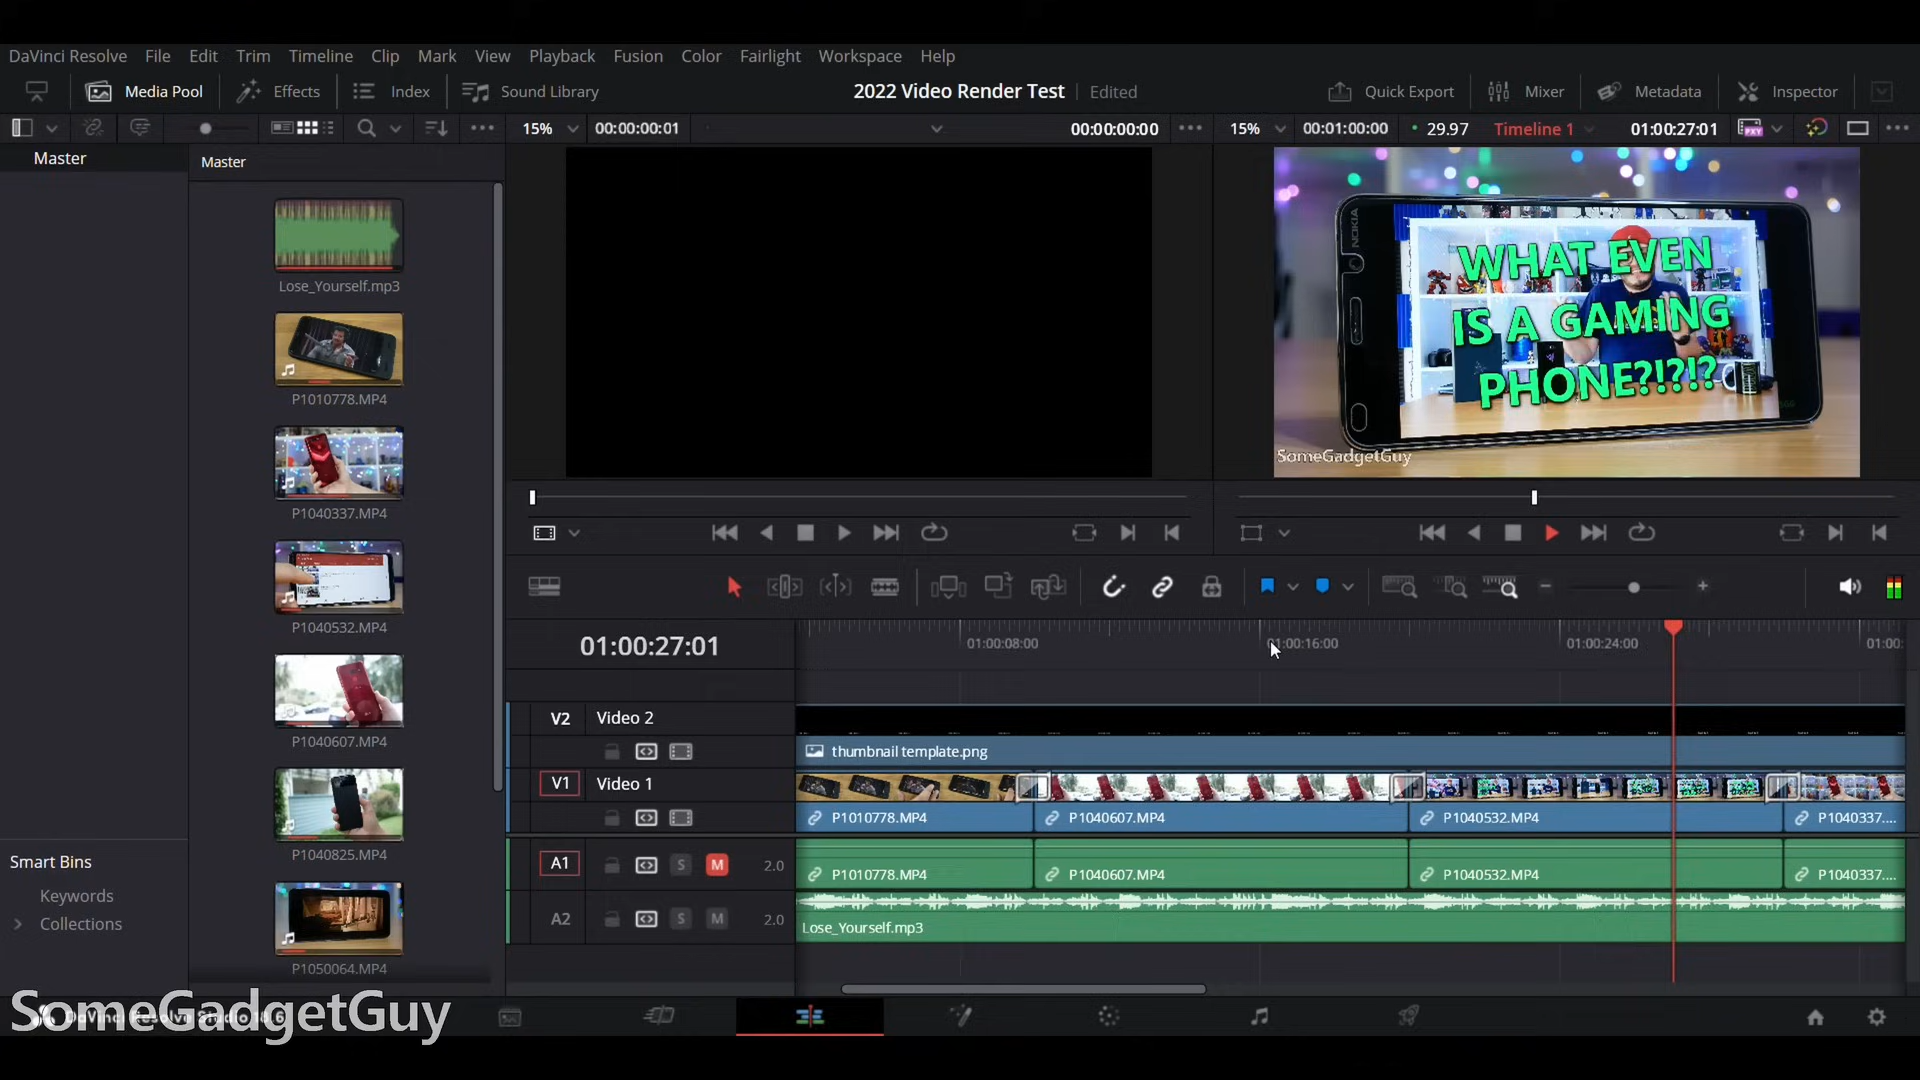 DaVinci Resolve File Edit Trim Timeline Clip Mark View Playback Fusion Color Fairlight Workspace Help
Media Pool Effects Index Sound Library 2022 Video Render Test Edited Quick Export Mixer Metadata Inspector
15% 00:00:00:01 00:00:00:00 15% 00:01:00:00 29.97 Timeline 1 01:00:27:01 PXY
Master Master
Lose_Yourself.mp3
P1010778.MP4
P1040337.MP4
P1040532.MP4
P1040607.MP4
P1040825.MP4
P1050064.MP4
Smart Bins
Keywords
Collections
NOKIA
WHAT EVEN
IS A GAMING
PHONE?!?!?
SomeGadgetGuy
01:00:27:01 01:00:08:00 01:00:16:00 01:00:24:00 01:00:
V2 Video 2
thumbnail template.png
V1 Video 1
P1010778.MP4 P1040607.MP4 P1040532.MP4 P1040337....
A1 S M 2.0
P1010778.MP4 P1040607.MP4 P1040532.MP4 P1040337....
A2 S M 2.0
Lose_Yourself.mp3
SomeGadgetGuy